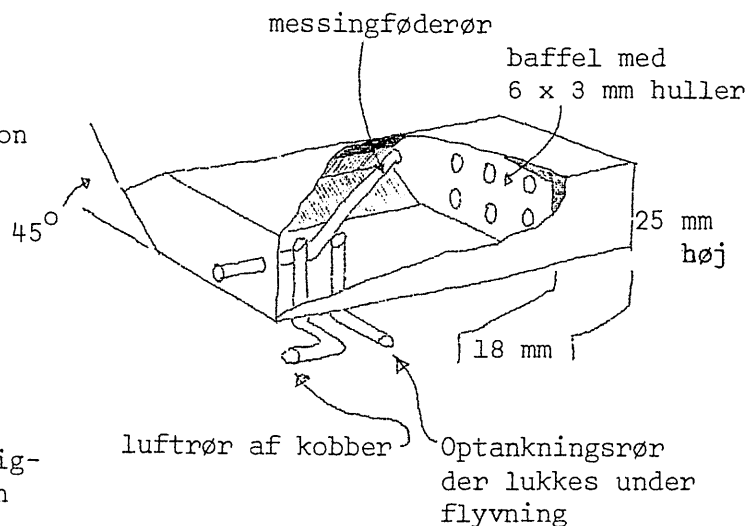 messingføderør
baffel med
6 x 3 mm huller
on
45°
25 mm
høj
18 mm
luftrør af kobber
Optankningsrør
der lukkes under
flyvning
ig-
n